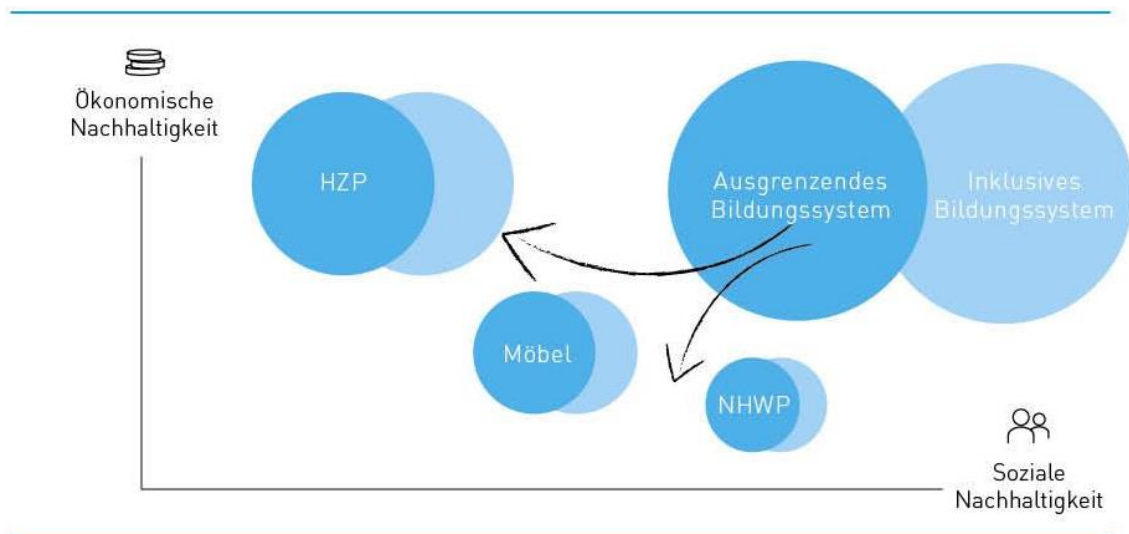 Ökonomische
Nachhaltigkeit
HZP
Ausgrenzendes
Bildungssystem
Inklusives
Bildungssystem
Möbel
NHWP
Soziale
Nachhaltigkeit